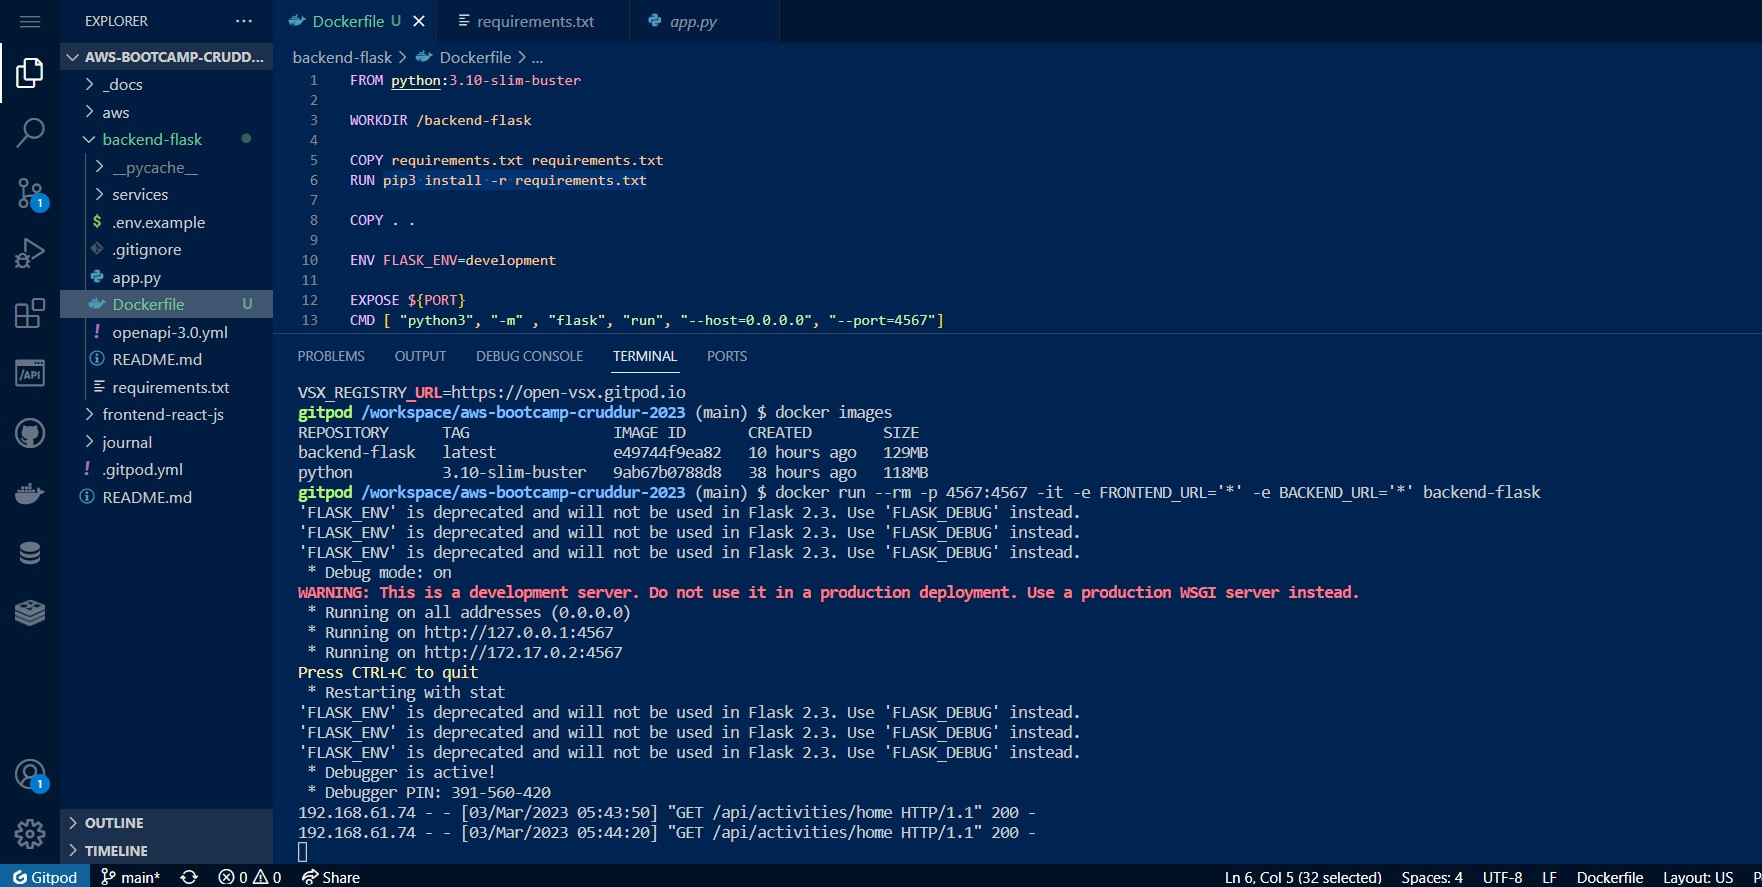 EXPLORER ...
Dockerfile U
requirements.txt
app.py
AWS-BOOTCAMP-CRUDD...
_docs
aws
backend-flask
__pycache__
services
$ .env.example
.gitignore
app.py
Dockerfile U
! openapi-3.0.yml
README.md
requirements.txt
frontend-react-js
journal
! .gitpod.yml
README.md
OUTLINE
TIMELINE
1
/API
1
backend-flask > Dockerfile > ...
1 FROM python:3.10-slim-buster
2
3 WORKDIR /backend-flask
4
5 COPY requirements.txt requirements.txt
6 RUN pip3 install -r requirements.txt
7
8 COPY . .
9
10 ENV FLASK_ENV=development
11
12 EXPOSE ${PORT}
13 CMD [ "python3", "-m" , "flask", "run", "--host=0.0.0.0", "--port=4567"]
PROBLEMS OUTPUT DEBUG CONSOLE TERMINAL PORTS
VSX_REGISTRY_URL=https://open-vsx.gitpod.io
gitpod /workspace/aws-bootcamp-cruddur-2023 (main) $ docker images
REPOSITORY TAG IMAGE ID CREATED SIZE
backend-flask latest e49744f9ea82 10 hours ago 129MB
python 3.10-slim-buster 9ab67b0788d8 38 hours ago 118MB
gitpod /workspace/aws-bootcamp-cruddur-2023 (main) $ docker run --rm -p 4567:4567 -it -e FRONTEND_URL='*' -e BACKEND_URL='*' backend-flask
'FLASK_ENV' is deprecated and will not be used in Flask 2.3. Use 'FLASK_DEBUG' instead.
'FLASK_ENV' is deprecated and will not be used in Flask 2.3. Use 'FLASK_DEBUG' instead.
'FLASK_ENV' is deprecated and will not be used in Flask 2.3. Use 'FLASK_DEBUG' instead.
* Debug mode: on
WARNING: This is a development server. Do not use it in a production deployment. Use a production WSGI server instead.
* Running on all addresses (0.0.0.0)
* Running on http://127.0.0.1:4567
* Running on http://172.17.0.2:4567
Press CTRL+C to quit
* Restarting with stat
'FLASK_ENV' is deprecated and will not be used in Flask 2.3. Use 'FLASK_DEBUG' instead.
'FLASK_ENV' is deprecated and will not be used in Flask 2.3. Use 'FLASK_DEBUG' instead.
'FLASK_ENV' is deprecated and will not be used in Flask 2.3. Use 'FLASK_DEBUG' instead.
* Debugger is active!
* Debugger PIN: 391-560-420
192.168.61.74 - - [03/Mar/2023 05:43:50] "GET /api/activities/home HTTP/1.1" 200 -
192.168.61.74 - - [03/Mar/2023 05:44:20] "GET /api/activities/home HTTP/1.1" 200 -
Gitpod main* 0 0 Share Ln 6, Col 5 (32 selected) Spaces: 4 UTF-8 LF Dockerfile Layout: US